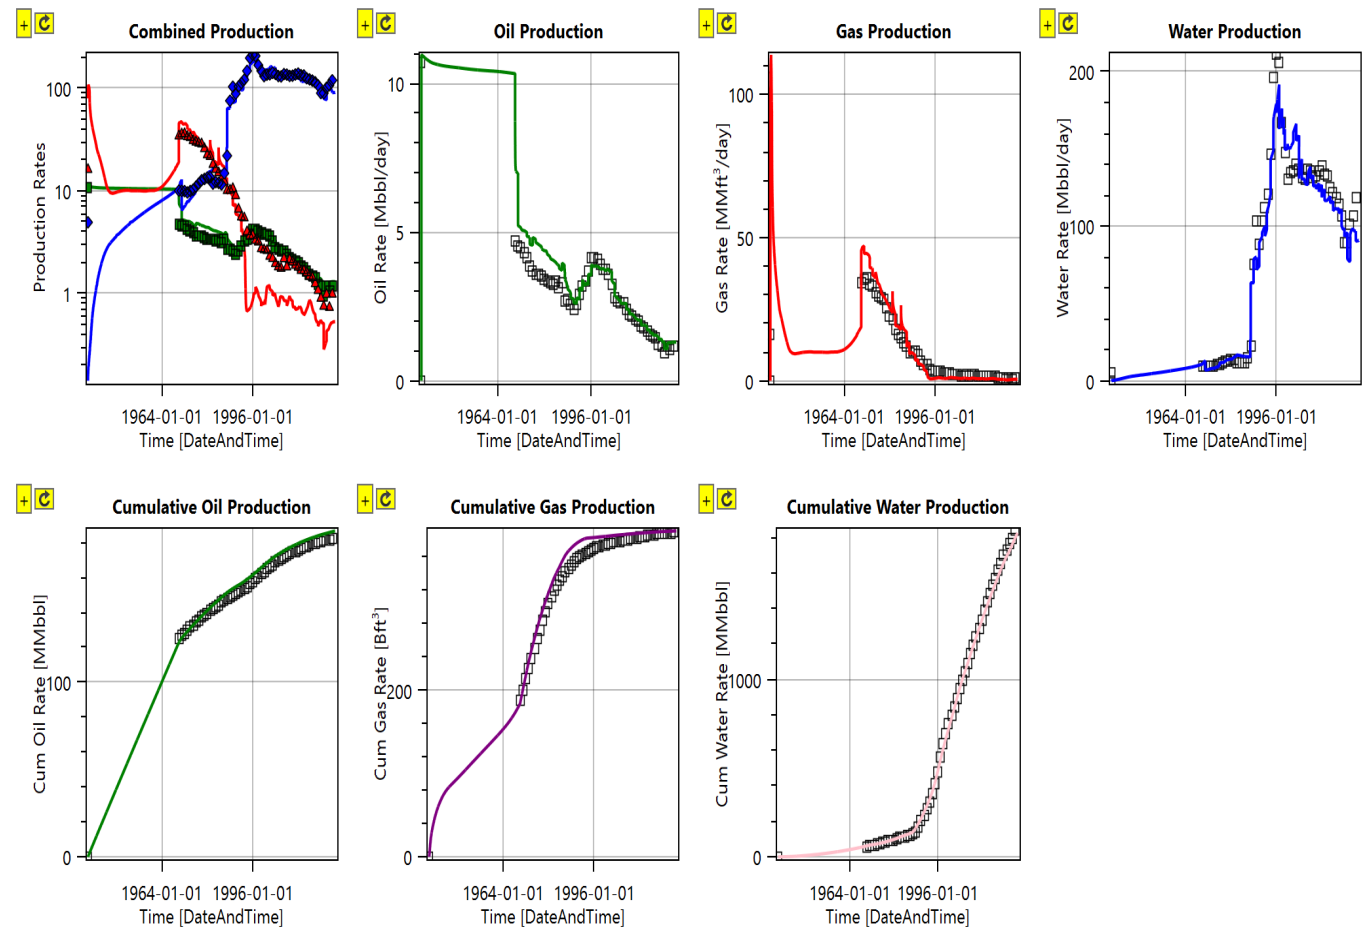 +
Combined Production
Production Rates
100
10
1
1964-01-01 1996-01-01
Time [DateAndTime]
+
Oil Production
Oil Rate [Mbbl/day]
10
5
0
1964-01-01 1996-01-01
Time [DateAndTime]
+
Gas Production
Gas Rate [MMft³/day]
100
50
0
1964-01-01 1996-01-01
Time [DateAndTime]
+
Water Production
Water Rate [Mbbl/day]
200
100
0
1964-01-01 1996-01-01
Time [DateAndTime]
+
Cumulative Oil Production
Cum Oil Rate [MMbbl]
100
0
1964-01-01 1996-01-01
Time [DateAndTime]
+
Cumulative Gas Production
Cum Gas Rate [Bft³]
200
0
1964-01-01 1996-01-01
Time [DateAndTime]
+
Cumulative Water Production
Cum Water Rate [MMbbl]
1000
0
1964-01-01 1996-01-01
Time [DateAndTime]